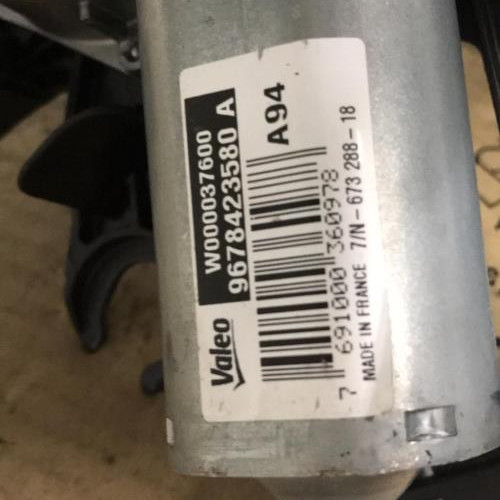 W000037600
9678423580 A
Valeo
A94
7 691000 360978
MADE IN FRANCE 7/N-673 288-18